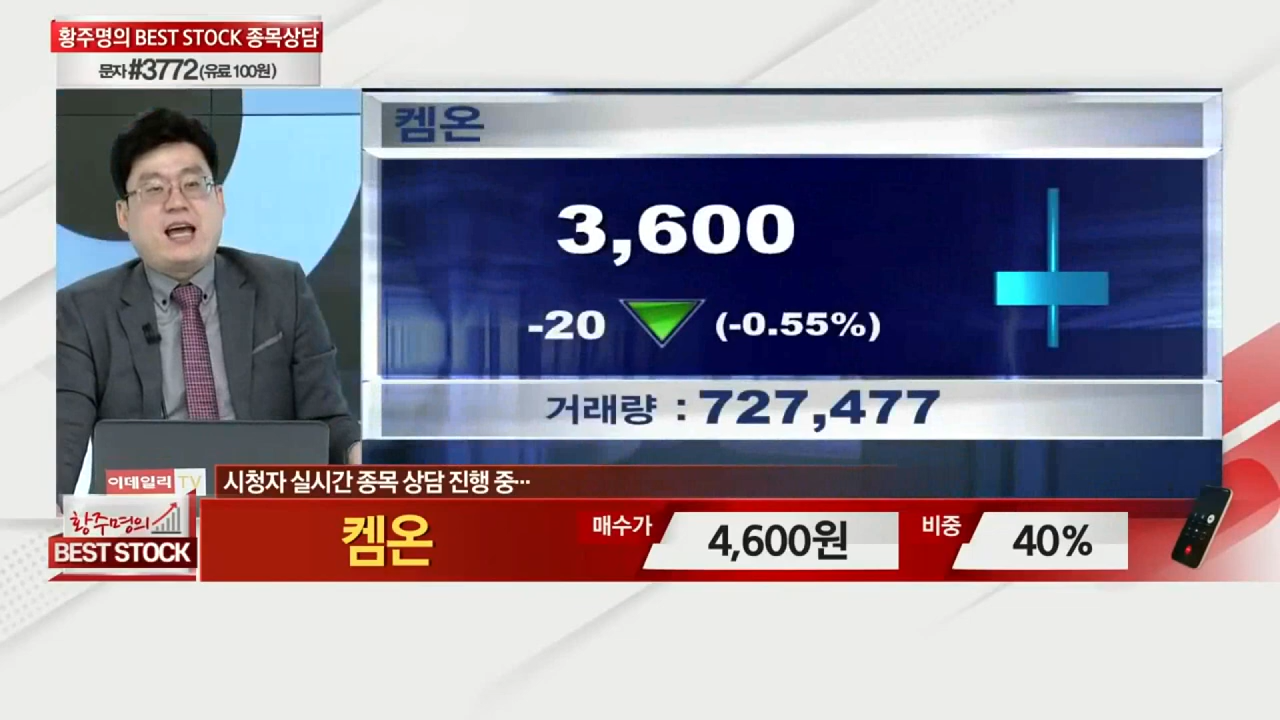 황주명의 BEST STOCK 종목상담
문자 #3772 (유료 100원)
켐온
3,600
-20 (-0.55%)
거래량 : 727,477
이데일리 TV
시청자 실시간 종목 상담 진행 중...
황주명의
BEST STOCK
켐온 매수가 4,600원 비중 40%